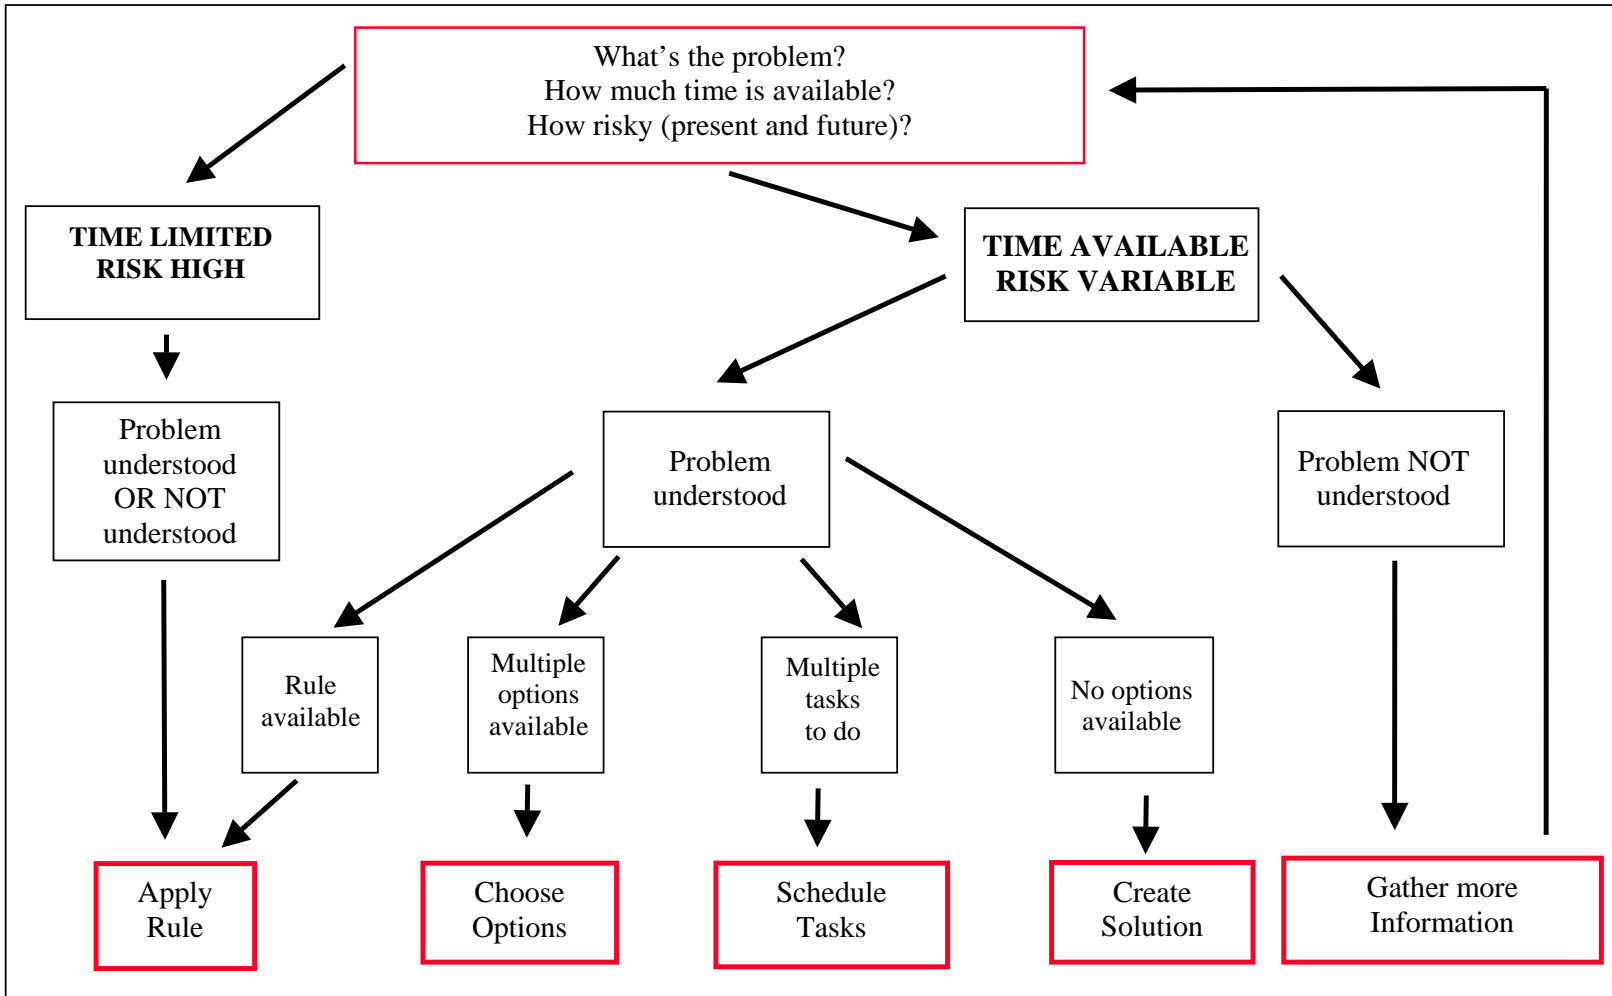 What’s the problem?
How much time is available?
How risky (present and future)?
TIME LIMITED
RISK HIGH
TIME AVAILABLE
RISK VARIABLE
Problem
understood
OR NOT
understood
Problem
understood
Problem NOT
understood
Rule
available
Multiple
options
available
Multiple
tasks
to do
No options
available
Apply
Rule
Choose
Options
Schedule
Tasks
Create
Solution
Gather more
Information